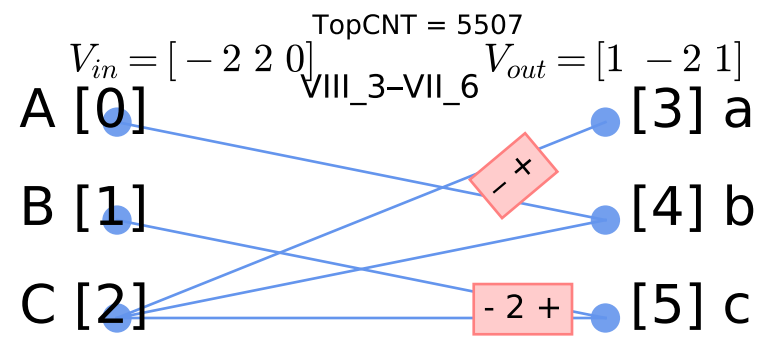 TopCNT = 5507
V_in = [ − 2 2 0]
V_out = [1 − 2 1]
VIII_3–VII_6
A [0]
[3] a
- +
B [1]
[4] b
C [2]
- 2 +
[5] c